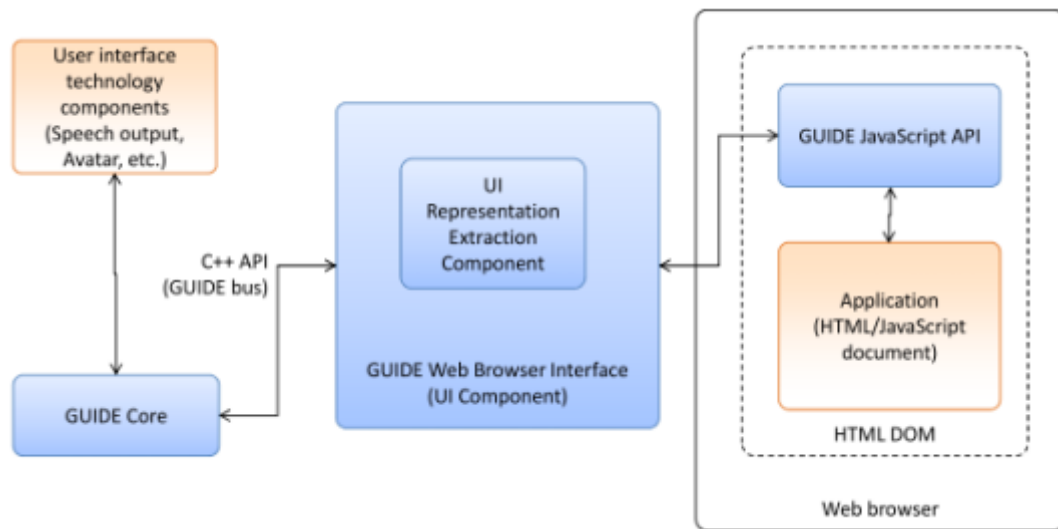 User interface
technology
components
(Speech output,
Avatar, etc.)
C++ API
(GUIDE bus)
GUIDE Core
UI
Representation
Extraction
Component
GUIDE Web Browser Interface
(UI Component)
GUIDE JavaScript API
Application
(HTML/JavaScript
document)
HTML DOM
Web browser